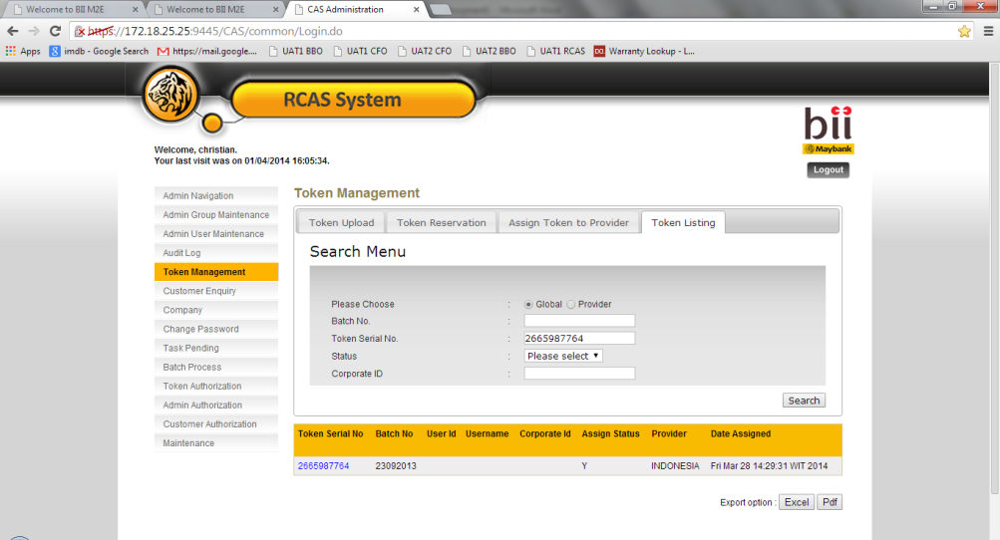 Welcome to BII M2E
Welcome to BII M2E
CAS Administration
https://172.18.25.25:9445/CAS/common/Login.do
Apps imdb - Google Search https://mail.google.... UAT1 BBO UAT1 CFO UAT2 CFO UAT2 BBO UAT1 RCAS Warranty Lookup - L...
RCAS System
bii
Maybank
Welcome, christian.
Your last visit was on 01/04/2014 16:05:34.
Logout
Admin Navigation
Admin Group Maintenance
Admin User Maintenance
Audit Log
Token Management
Customer Enquiry
Company
Change Password
Task Pending
Batch Process
Token Authorization
Admin Authorization
Customer Authorization
Maintenance
Token Management
Token Upload Token Reservation Assign Token to Provider Token Listing
Search Menu
Please Choose : Global Provider
Batch No. :
Token Serial No. : 2665987764
Status : Please select
Corporate ID :
Search
Token Serial No Batch No User Id Username Corporate Id Assign Status Provider Date Assigned
2665987764 23092013 Y INDONESIA Fri Mar 28 14:29:31 WIT 2014
Export option : Excel Pdf